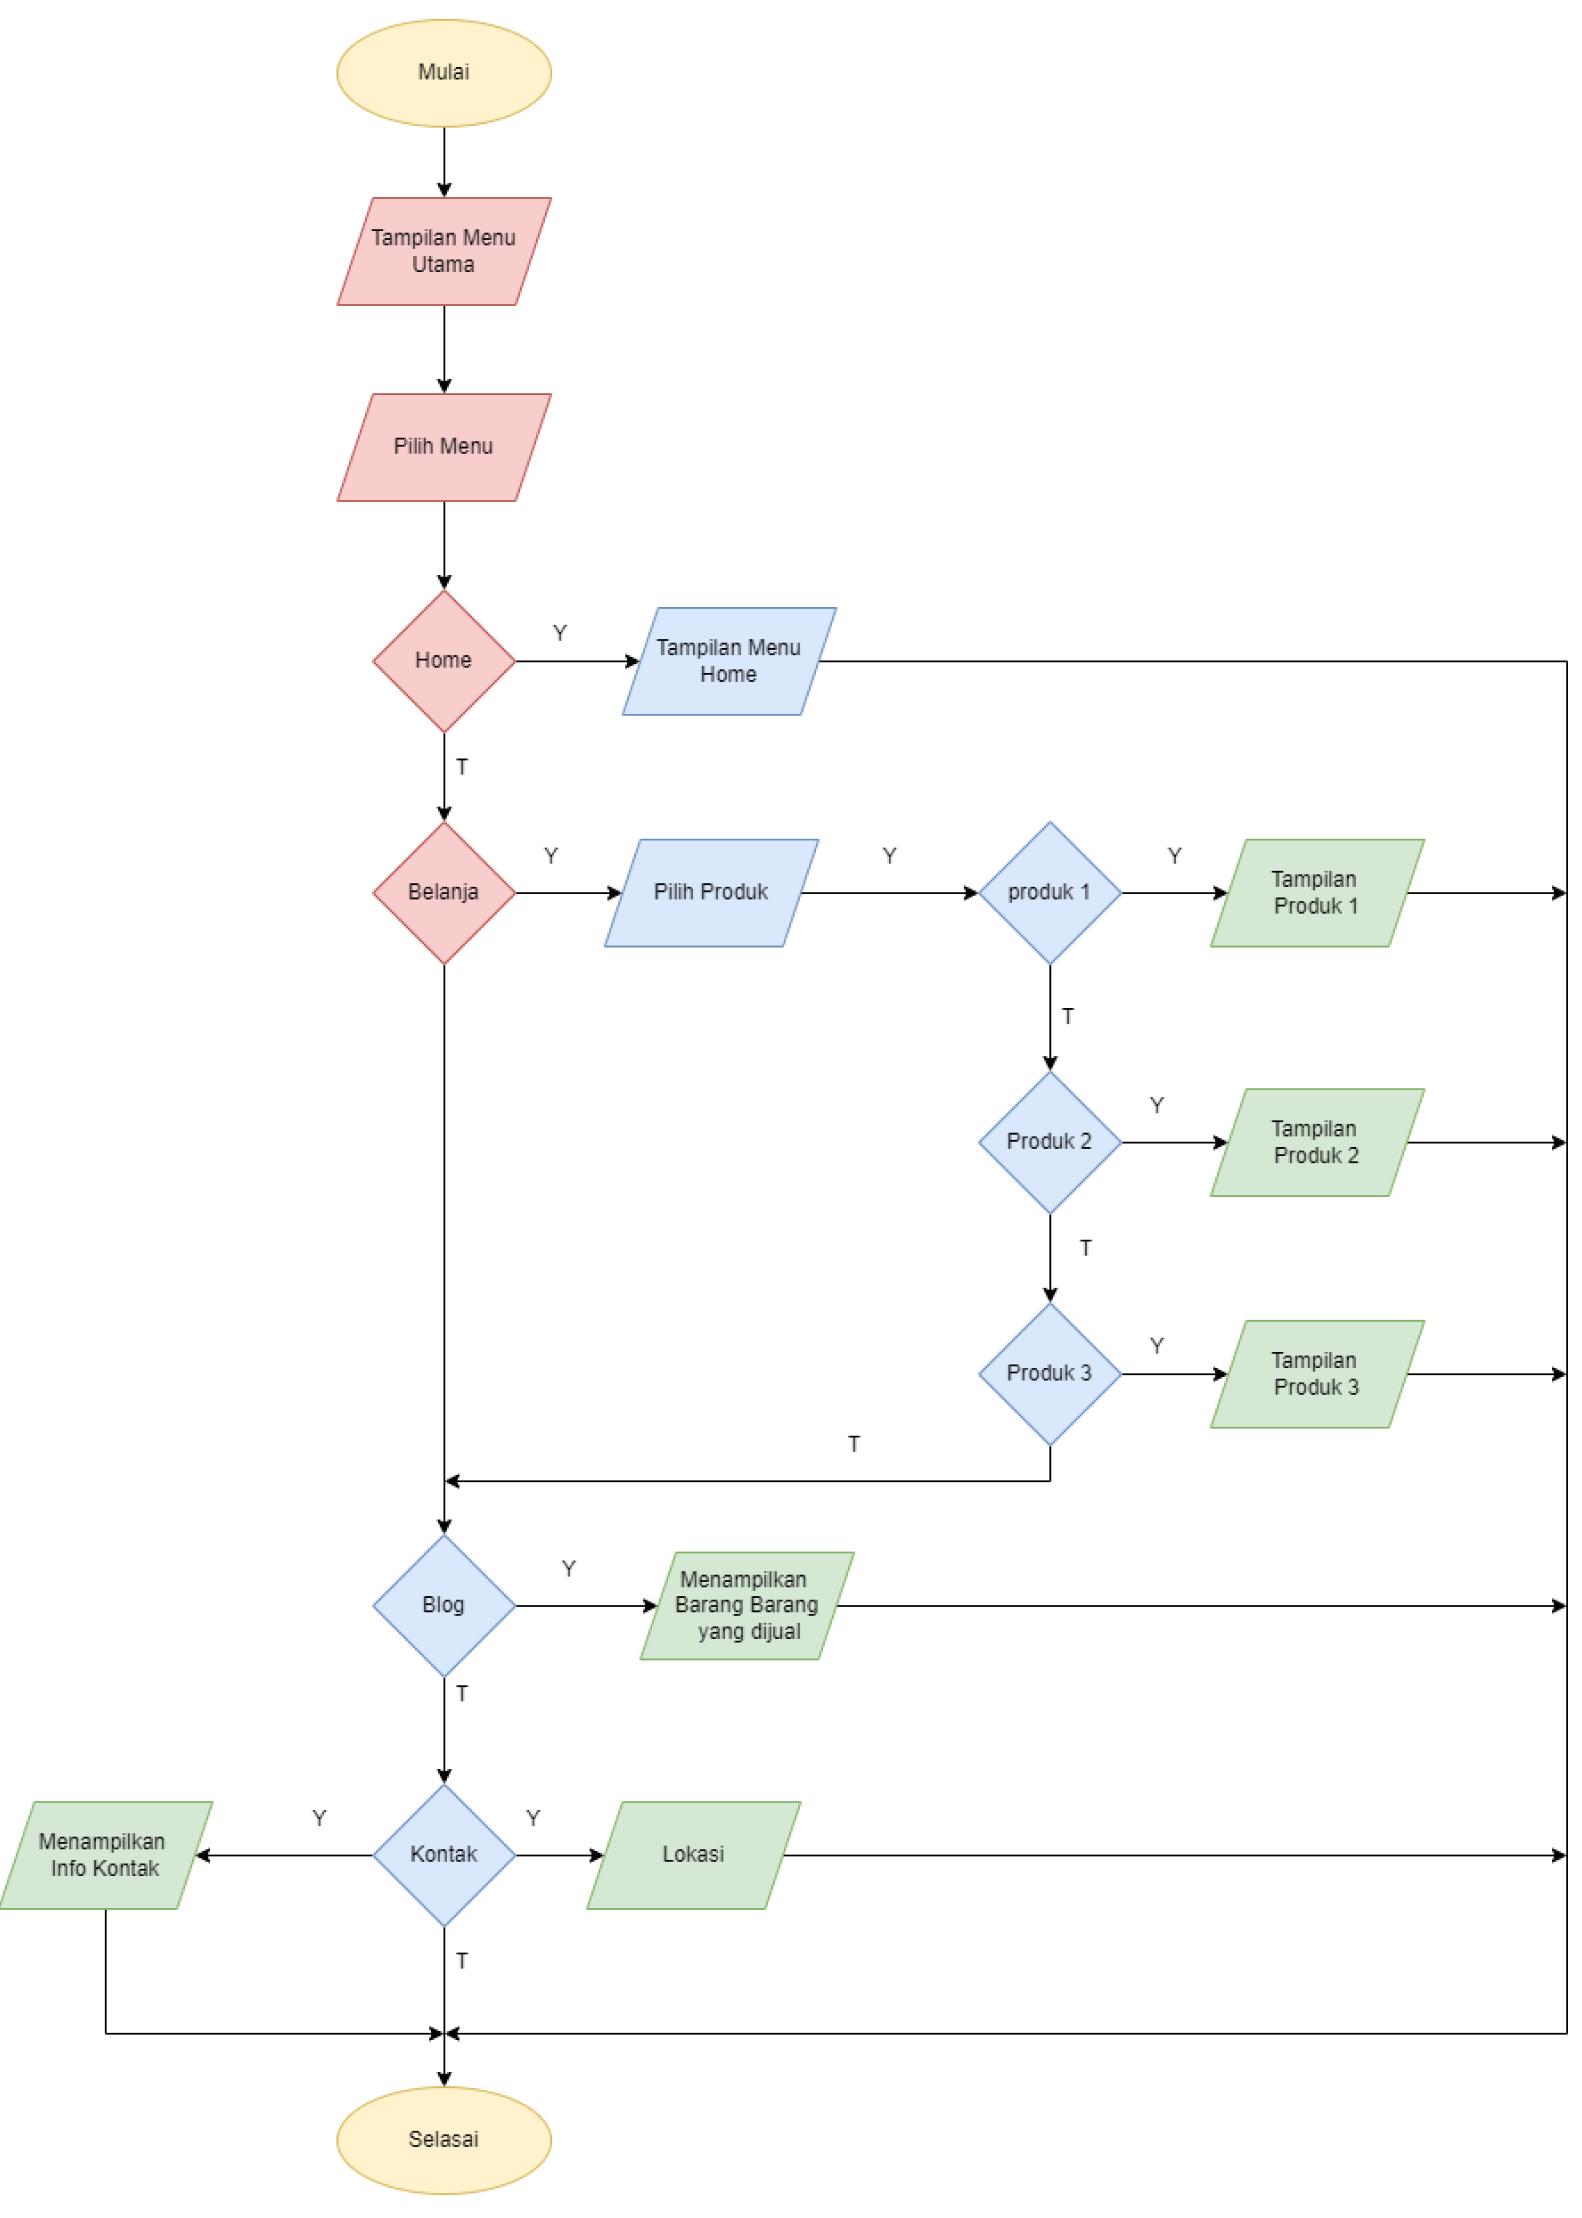 Mulai
Tampilan Menu
Utama
Pilih Menu
Home
Y
Tampilan Menu
Home
T
Belanja
Y
Pilih Produk
Y
produk 1
Y
Tampilan
Produk 1
T
Produk 2
Y
Tampilan
Produk 2
T
Produk 3
Y
Tampilan
Produk 3
T
Blog
Y
Menampilkan
Barang Barang
yang dijual
T
Menampilkan
Info Kontak
Y
Kontak
Y
Lokasi
T
Selasai